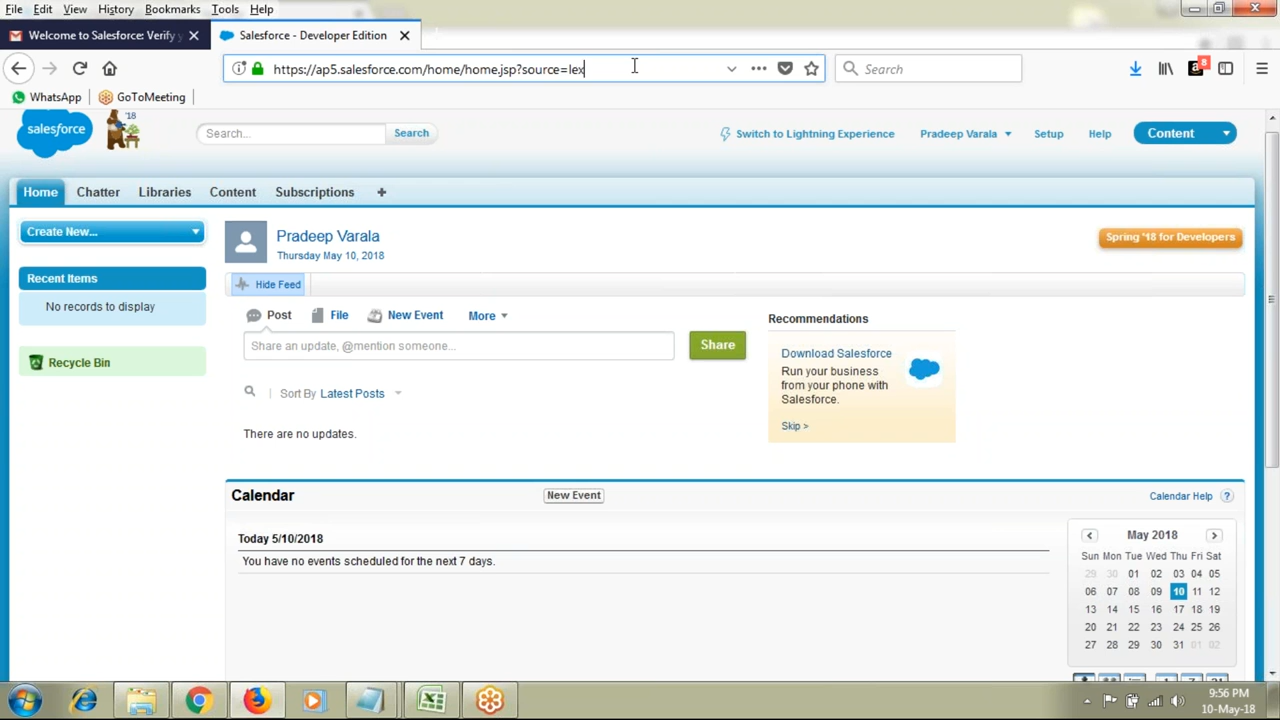 File Edit View History Bookmarks Tools Help
Welcome to Salesforce: Verify y
Salesforce - Developer Edition
https://ap5.salesforce.com/home/home.jsp?source=lex
Search
8
WhatsApp
GoToMeeting
salesforce
'18
Search...
Search
Switch to Lightning Experience
Pradeep Varala
Setup
Help
Content
Home Chatter Libraries Content Subscriptions +
Create New...
Recent Items
No records to display
Recycle Bin
Pradeep Varala
Thursday May 10, 2018
Spring '18 for Developers
Hide Feed
Post File New Event More
Share an update, @mention someone...
Share
Sort By Latest Posts
There are no updates.
Recommendations
Download Salesforce
Run your business
from your phone with
Salesforce.
Skip >
Calendar
New Event
Calendar Help ?
Today 5/10/2018
You have no events scheduled for the next 7 days.
May 2018
Sun Mon Tue Wed Thu Fri Sat
29 30 01 02 03 04 05
06 07 08 09 10 11 12
13 14 15 16 17 18 19
20 21 22 23 24 25 26
27 28 29 30 31 01 02
9:56 PM
10-May-18